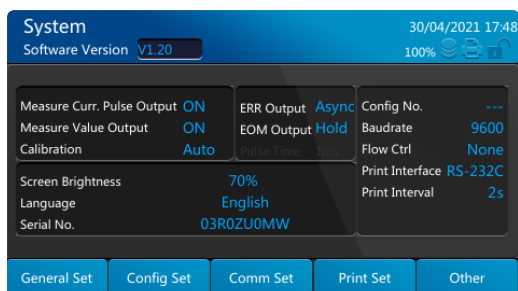 System
30/04/2021 17:48
Software Version V1.20
100%
Measure Curr. Pulse Output ON
Measure Value Output ON
Calibration Auto
ERR Output Async
EOM Output Hold
Pulse Time 1ms
Config No. ---
Baudrate 9600
Flow Ctrl None
Print Interface RS-232C
Print Interval 2s
Screen Brightness 70%
Language English
Serial No. 03R0ZU0MW
General Set
Config Set
Comm Set
Print Set
Other